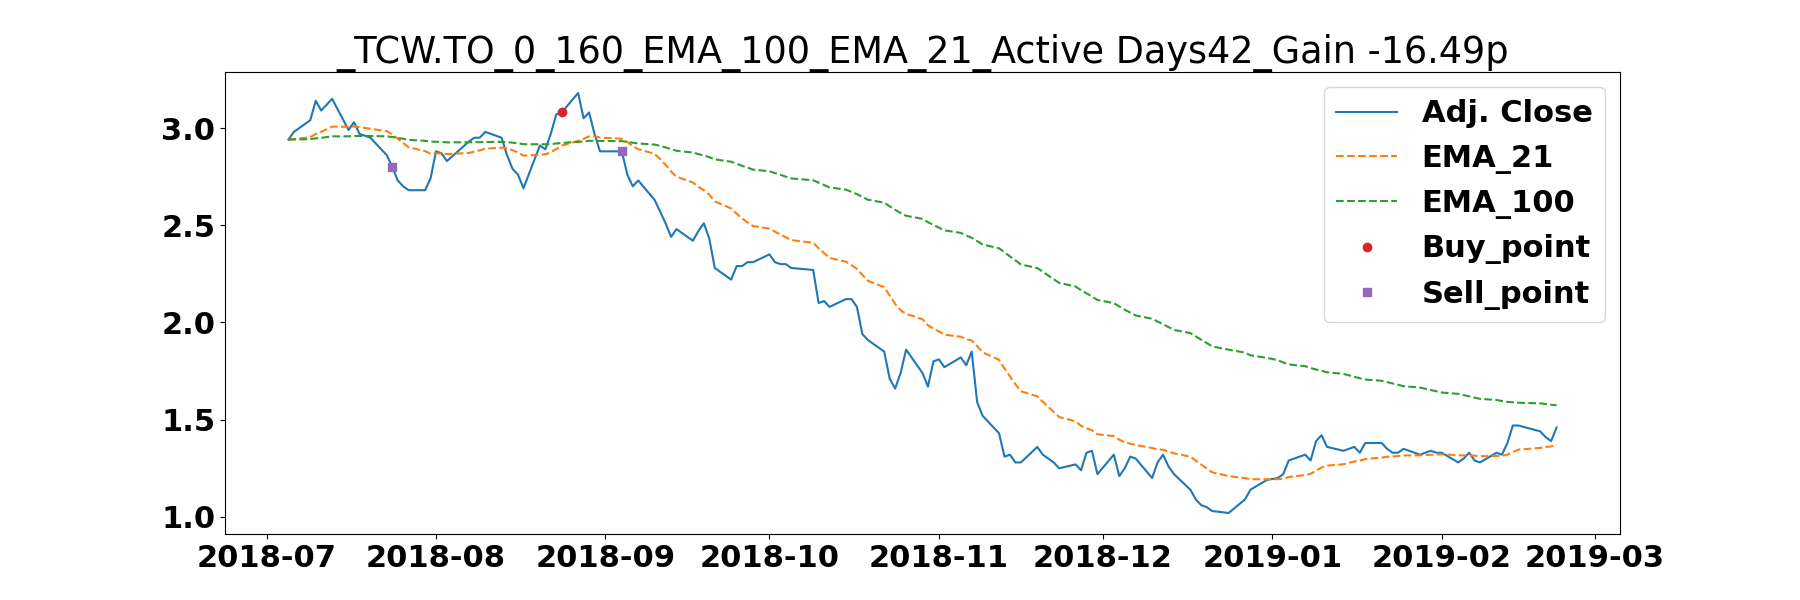 _TCW.TO_0_160_EMA_100_EMA_21_Active Days42_Gain -16.49p
Adj. Close
EMA_21
EMA_100
Buy_point
Sell_point
3.0
2.5
2.0
1.5
1.0
2018-07 2018-08 2018-09 2018-10 2018-11 2018-12 2019-01 2019-02 2019-03